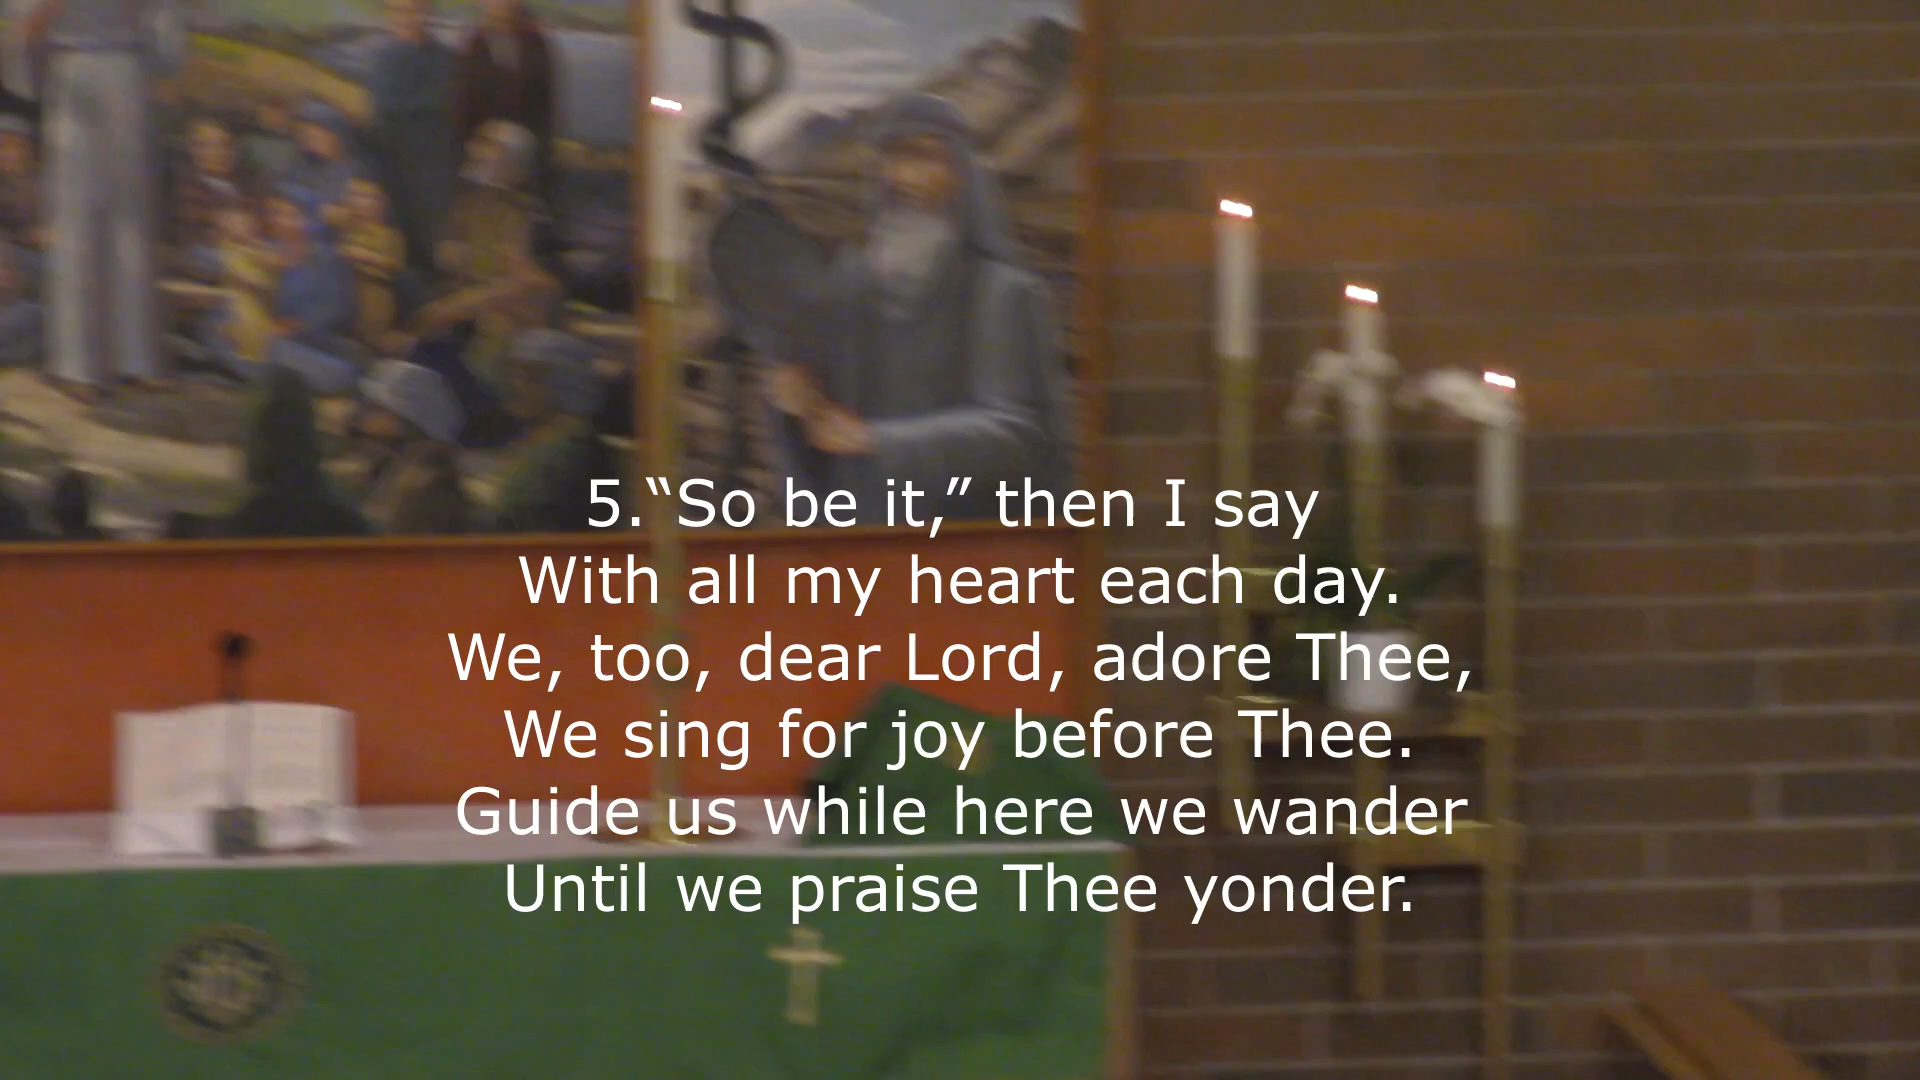 5.“So be it,” then I say
With all my heart each day.
We, too, dear Lord, adore Thee,
We sing for joy before Thee.
Guide us while here we wander
Until we praise Thee yonder.